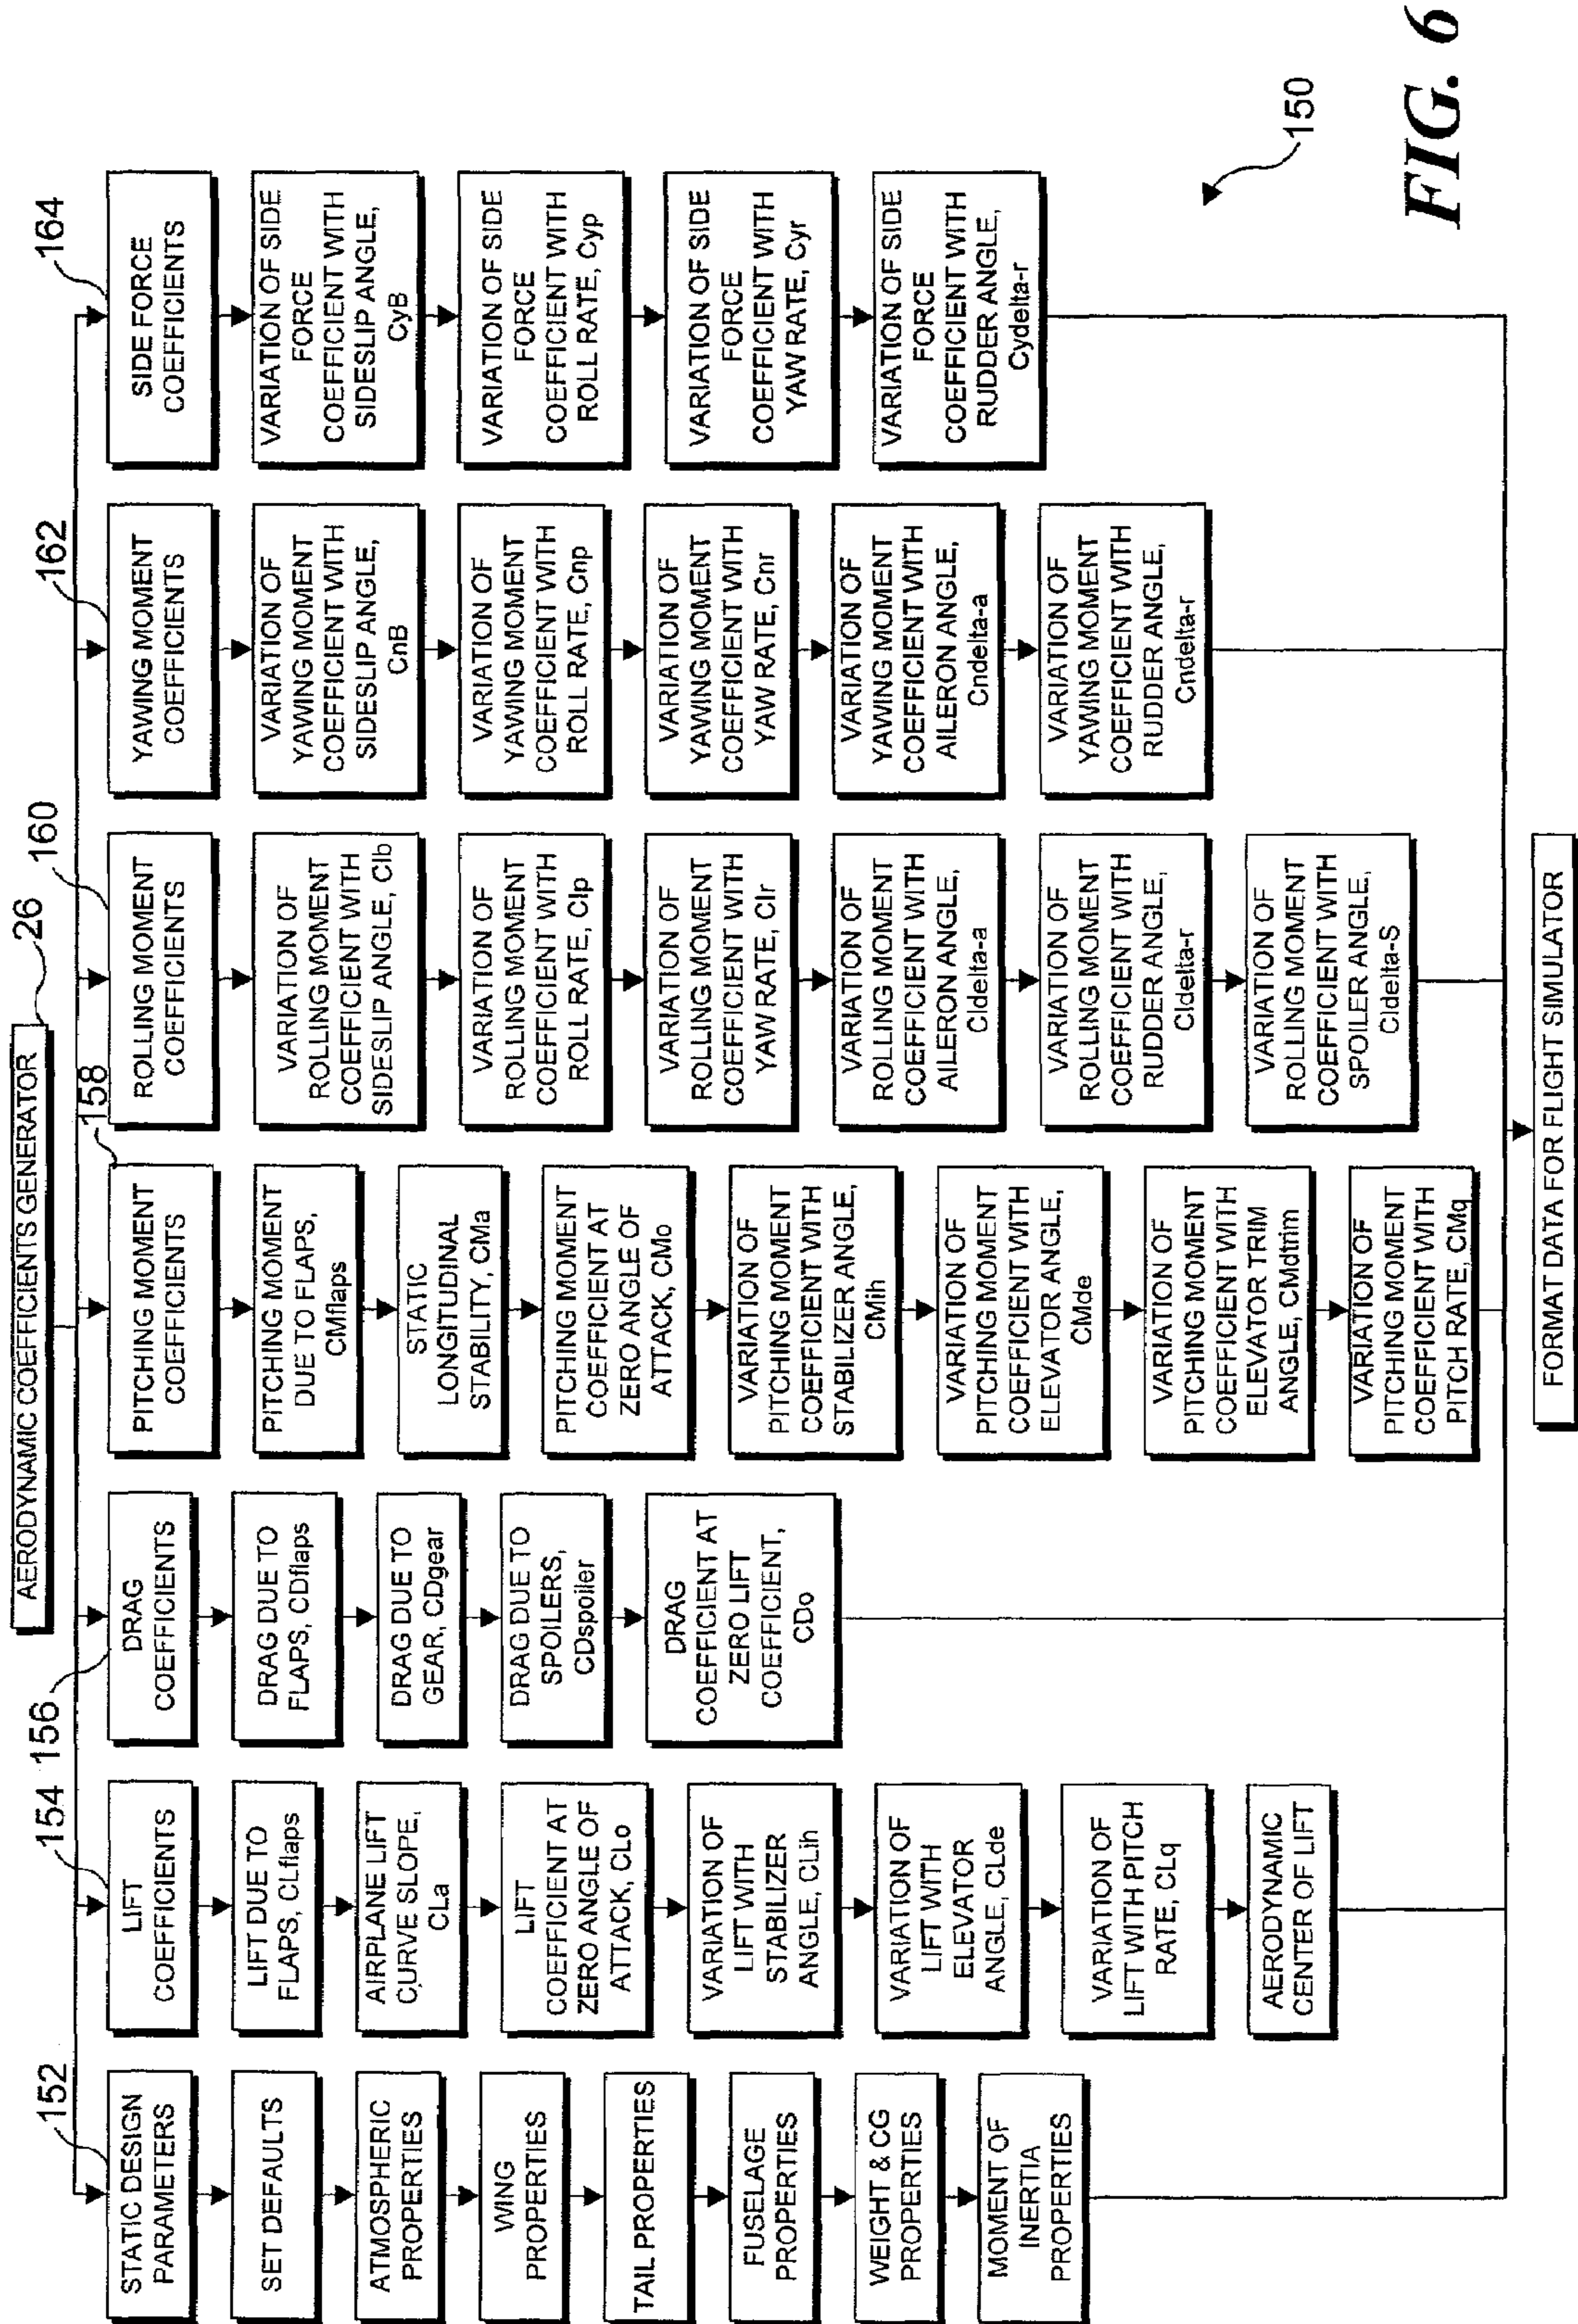 AERODYNAMIC COEFFICIENTS GENERATOR
26
152
STATIC DESIGN
PARAMETERS
SET DEFAULTS
ATMOSPHERIC
PROPERTIES
WING
PROPERTIES
TAIL PROPERTIES
FUSELAGE
PROPERTIES
WEIGHT & CG
PROPERTIES
MOMENT OF
INERTIA
PROPERTIES
154
LIFT
COEFFICIENTS
LIFT DUE TO
FLAPS, CLflaps
AIRPLANE LIFT
CURVE SLOPE,
CLa
LIFT
COEFFICIENT AT
ZERO ANGLE OF
ATTACK, CLo
VARIATION OF
LIFT WITH
STABILIZER
ANGLE, CLih
VARIATION OF
LIFT WITH
ELEVATOR
ANGLE, CLde
VARIATION OF
LIFT WITH PITCH
RATE, CLq
AERODYNAMIC
CENTER OF LIFT
156
DRAG
COEFFICIENTS
DRAG DUE TO
FLAPS, CDflaps
DRAG DUE TO
GEAR, CDgear
DRAG DUE TO
SPOILERS,
CDspoiler
DRAG
COEFFICIENT AT
ZERO LIFT
COEFFICIENT,
CDo
158
PITCHING MOMENT
COEFFICIENTS
PITCHING MOMENT
DUE TO FLAPS,
CMflaps
STATIC
LONGITUDINAL
STABILITY, CMa
PITCHING MOMENT
COEFFICIENT AT
ZERO ANGLE OF
ATTACK, CMo
VARIATION OF
PITCHING MOMENT
COEFFICIENT WITH
STABILIZER ANGLE,
CMih
VARIATION OF
PITCHING MOMENT
COEFFICIENT WITH
ELEVATOR ANGLE,
CMde
VARIATION OF
PITCHING MOMENT
COEFFICIENT WITH
ELEVATOR TRIM
ANGLE, CMdtrim
VARIATION OF
PITCHING MOMENT
COEFFICIENT WITH
PITCH RATE, CMq
160
ROLLING MOMENT
COEFFICIENTS
VARIATION OF
ROLLING MOMENT
COEFFICIENT WITH
SIDESLIP ANGLE, Clb
VARIATION OF
ROLLING MOMENT
COEFFICIENT WITH
ROLL RATE, Clp
VARIATION OF
ROLLING MOMENT
COEFFICIENT WITH
YAW RATE, Clr
VARIATION OF
ROLLING MOMENT
COEFFICIENT WITH
AILERON ANGLE,
Cldelta-a
VARIATION OF
ROLLING MOMENT
COEFFICIENT WITH
RUDDER ANGLE,
Cldelta-r
VARIATION OF
ROLLING MOMENT
COEFFICIENT WITH
SPOILER ANGLE,
Cldelta-S
162
YAWING MOMENT
COEFFICIENTS
VARIATION OF
YAWING MOMENT
COEFFICIENT WITH
SIDESLIP ANGLE,
CnB
VARIATION OF
YAWING MOMENT
COEFFICIENT WITH
ROLL RATE, Cnp
VARIATION OF
YAWING MOMENT
COEFFICIENT WITH
YAW RATE, Cnr
VARIATION OF
YAWING MOMENT
COEFFICIENT WITH
AILERON ANGLE,
Cndelta-a
VARIATION OF
YAWING MOMENT
COEFFICIENT WITH
RUDDER ANGLE,
Cndelta-r
164
SIDE FORCE
COEFFICIENTS
VARIATION OF SIDE
FORCE
COEFFICIENT WITH
SIDESLIP ANGLE,
CyB
VARIATION OF SIDE
FORCE
COEFFICIENT WITH
ROLL RATE, Cyp
VARIATION OF SIDE
FORCE
COEFFICIENT WITH
YAW RATE, Cyr
VARIATION OF SIDE
FORCE
COEFFICIENT WITH
RUDDER ANGLE,
Cydelta-r
FORMAT DATA FOR FLIGHT SIMULATOR
150
FIG. 6